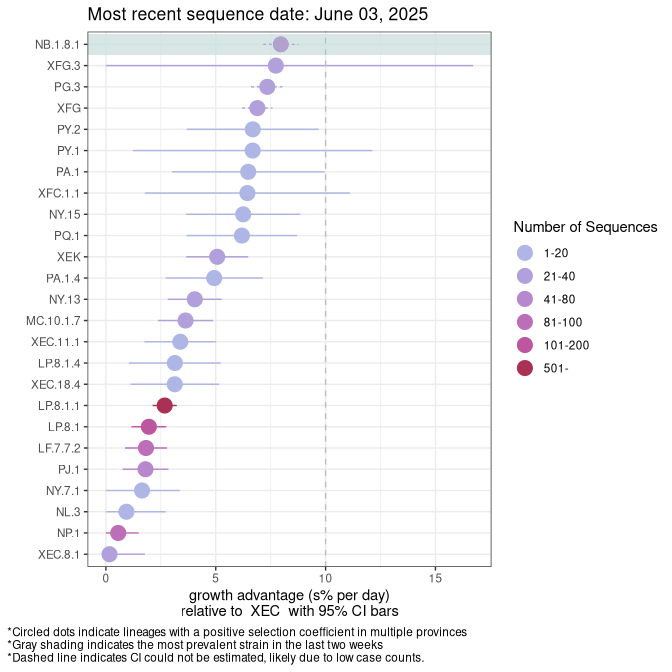 Most recent sequence date: June 03, 2025
NB.1.8.1
XFG.3
PG.3
XFG
PY.2
PY.1
PA.1
XFC.1.1
NY.15
PQ.1
XEK
PA.1.4
NY.13
MC.10.1.7
XEC.11.1
LP.8.1.4
XEC.18.4
LP.8.1.1
LP.8.1
LF.7.7.2
PJ.1
NY.7.1
NL.3
NP.1
XEC.8.1
0 5 10 15
growth advantage (s% per day)
relative to XEC with 95% CI bars
Number of Sequences
1-20
21-40
41-80
81-100
101-200
501-
*Circled dots indicate lineages with a positive selection coefficient in multiple provinces
*Gray shading indicates the most prevalent strain in the last two weeks
*Dashed line indicates CI could not be estimated, likely due to low case counts.